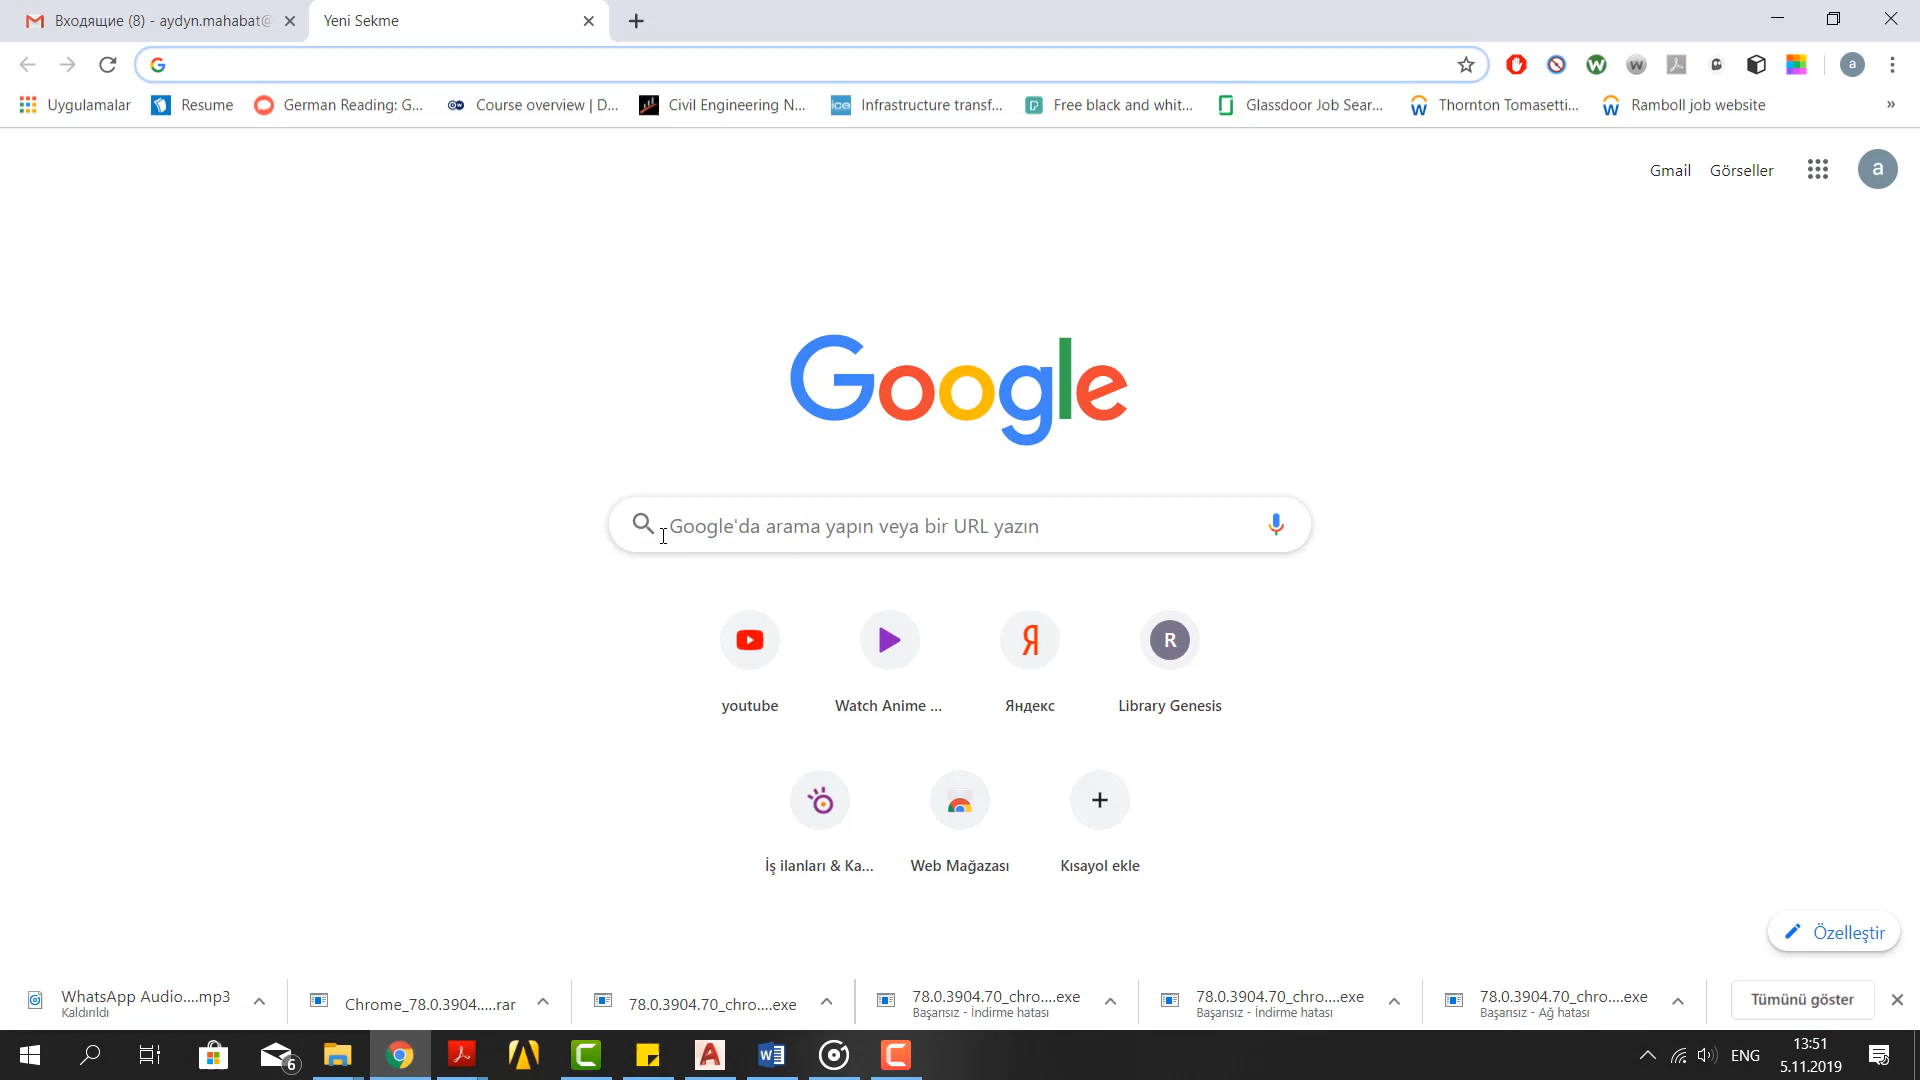 Входящие (8) - aydyn.mahabat@
Yeni Sekme
Uygulamalar
Resume
German Reading: G...
Course overview | D...
Civil Engineering N...
ice
Infrastructure transf...
Free black and whit...
Glassdoor Job Sear...
Thornton Tomasetti...
Ramboll job website
»
Gmail
Görseller
a
Google
Google'da arama yapın veya bir URL yazın
youtube
Watch Anime ...
Я
Яндекс
R
Library Genesis
İş ilanları & Ka...
Web Mağazası
Kısayol ekle
Özelleştir
WhatsApp Audio....mp3
Kaldırıldı
Chrome_78.0.3904.....rar
78.0.3904.70_chro....exe
78.0.3904.70_chro....exe
Başarısız - İndirme hatası
78.0.3904.70_chro....exe
Başarısız - İndirme hatası
78.0.3904.70_chro....exe
Başarısız - Ağ hatası
Tümünü göster
6
ENG
13:51
5.11.2019